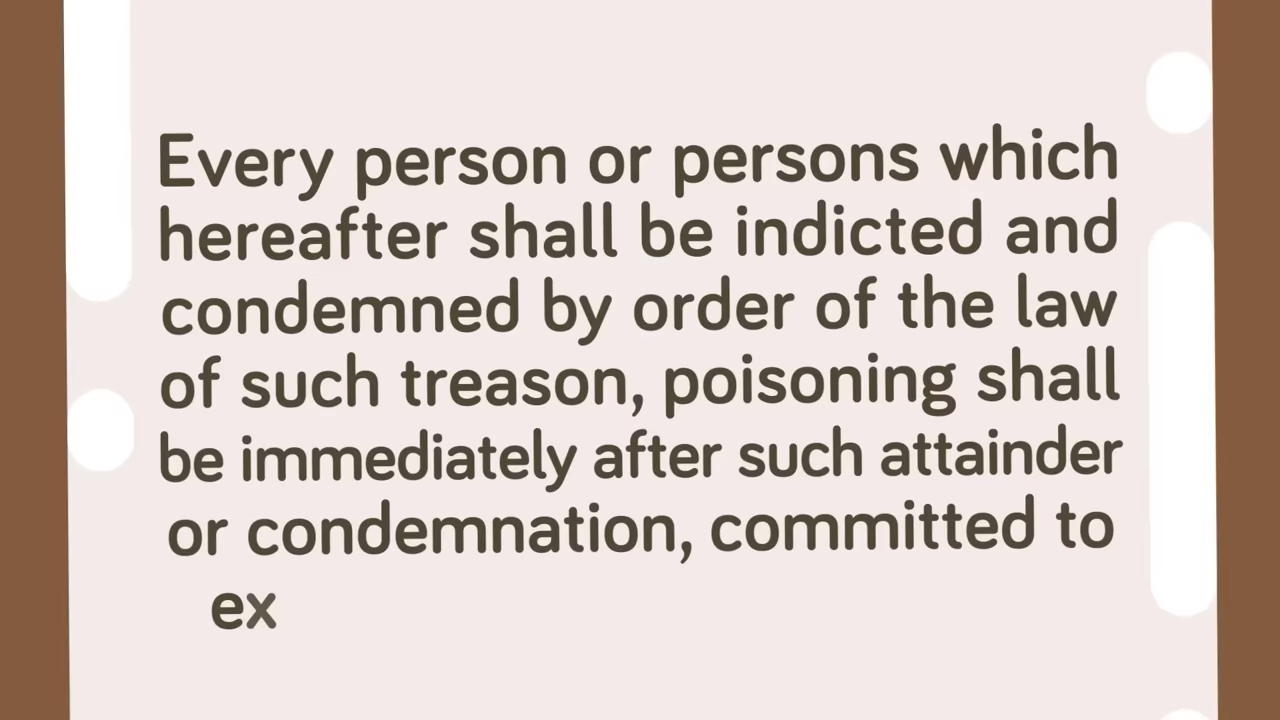 Every person or persons which
hereafter shall be indicted and
condemned by order of the law
of such treason, poisoning shall
be immediately after such attainder
or condemnation, committed to
ex